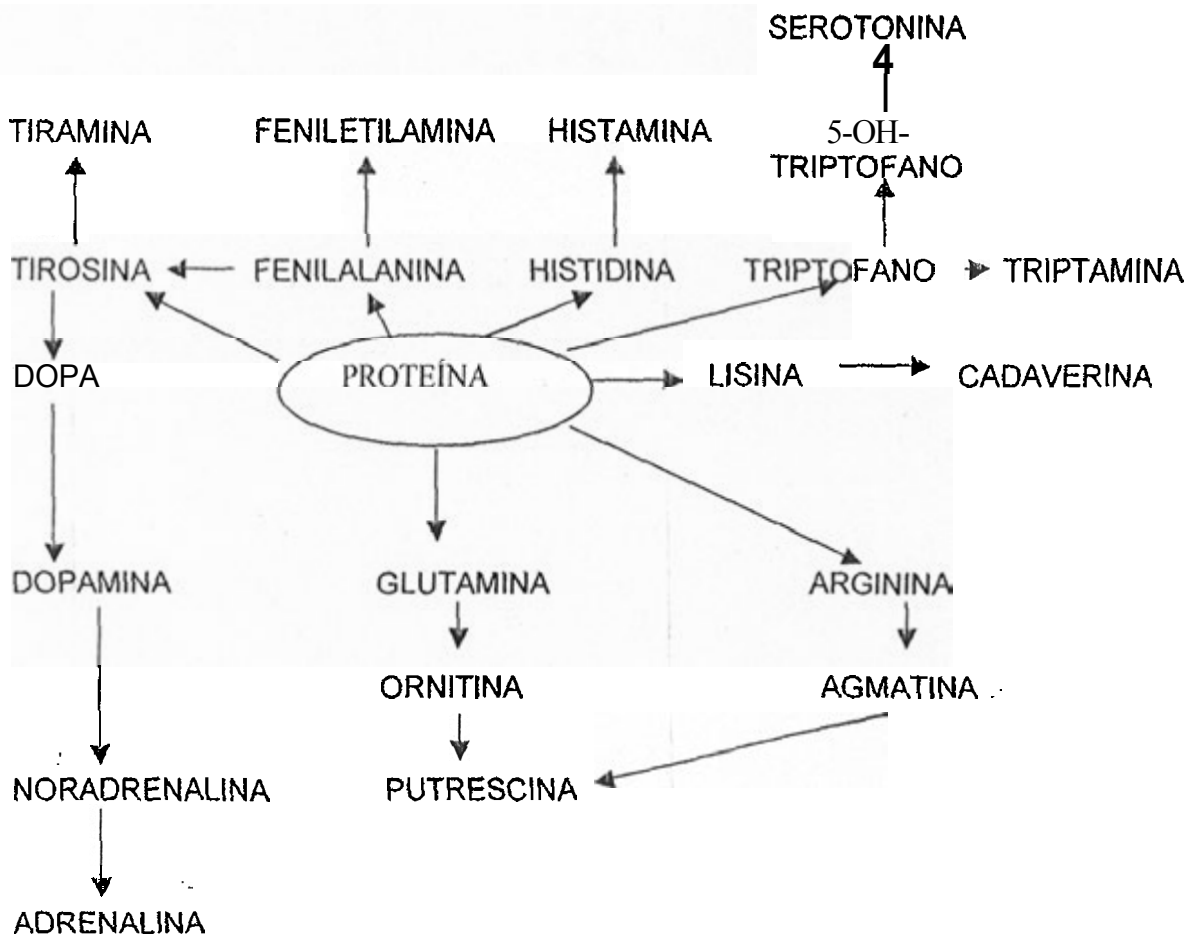 SEROTONINA
4
TIRAMINA FENILETILAMINA HISTAMINA 5-OH-
TRIPTOFANO
TIROSINA FENILALANINA HISTIDINA TRIPTOFANO TRIPTAMINA
DOPA PROTEÍNA LISINA CADAVERINA
DOPAMINA GLUTAMINA ARGININA
ORNITINA AGMATINA
NORADRENALINA PUTRESCINA
ADRENALINA